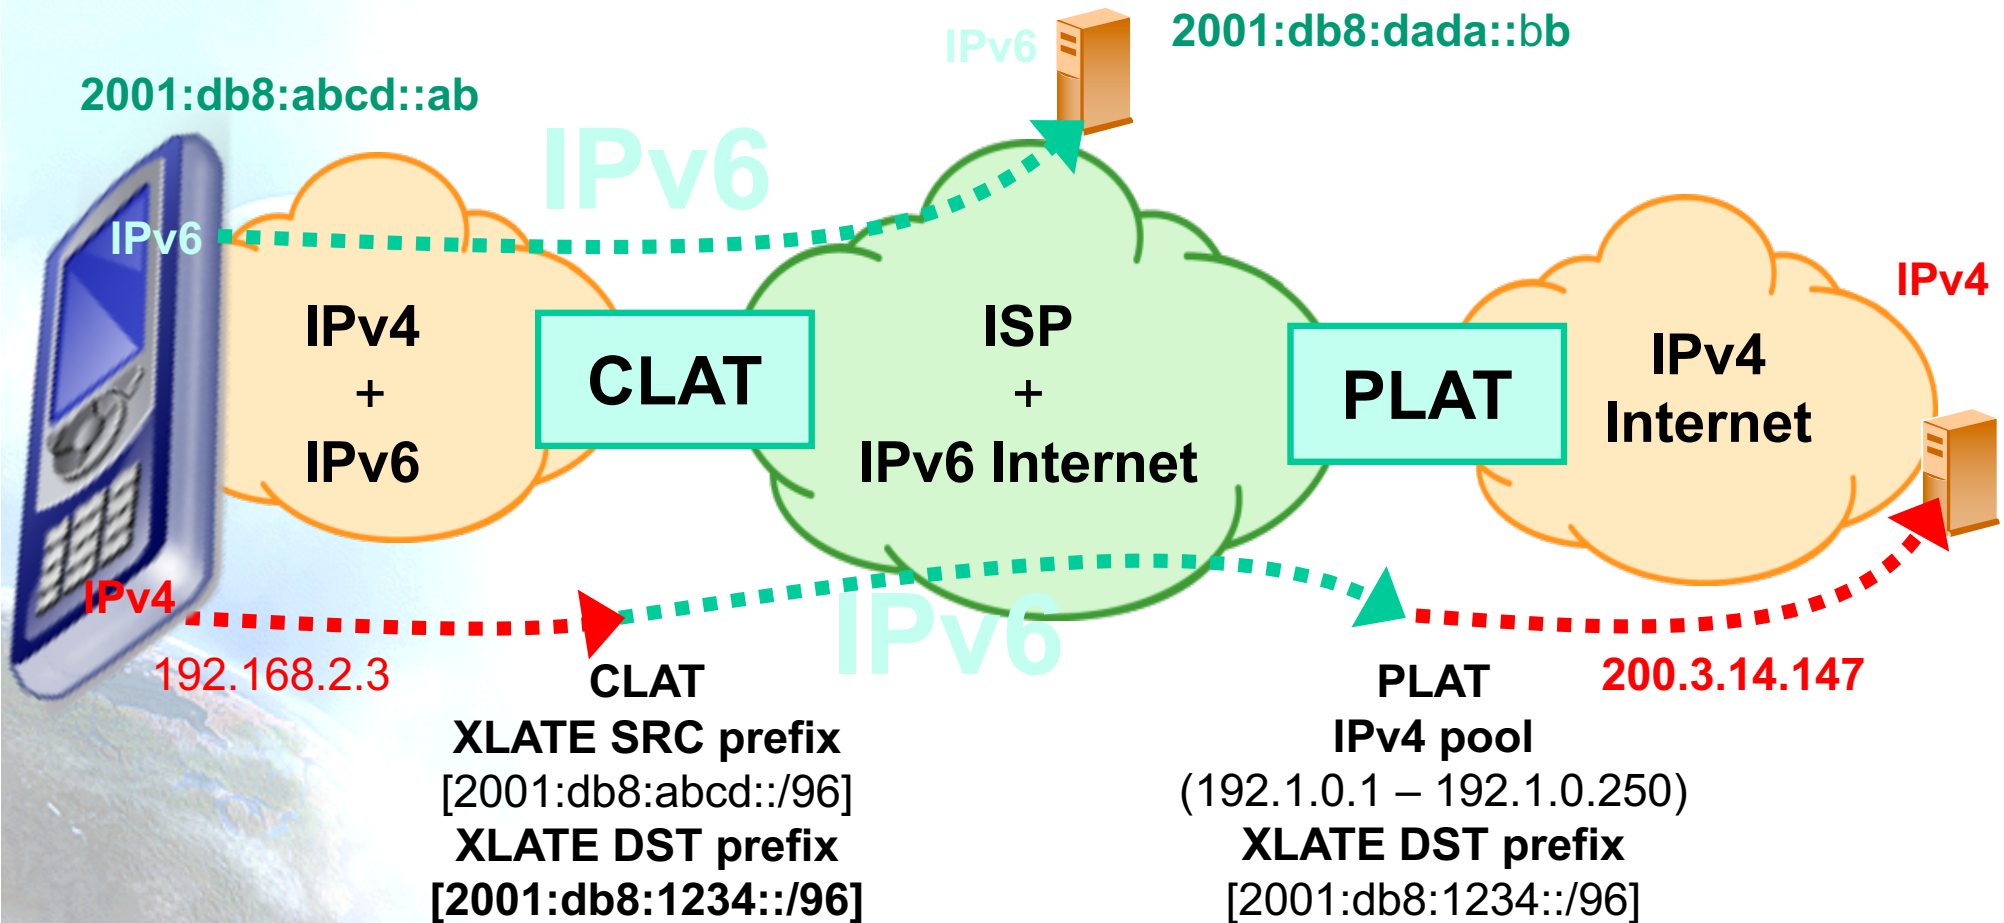 IPv6
2001:db8:dada::bb
2001:db8:abcd::ab
IPv6
IPv6
IPv4
+
IPv6
CLAT
ISP
+
IPv6 Internet
PLAT
IPv4
Internet
IPv4
IPv4
192.168.2.3
IPv6
200.3.14.147
CLAT
XLATE SRC prefix
[2001:db8:abcd::/96]
XLATE DST prefix
[2001:db8:1234::/96]
PLAT
IPv4 pool
(192.1.0.1 – 192.1.0.250)
XLATE DST prefix
[2001:db8:1234::/96]